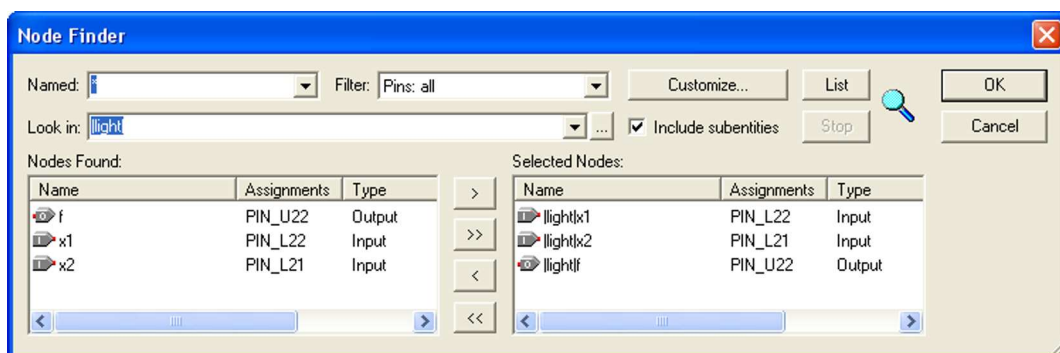 Node Finder
Named: * Filter: Pins: all Customize... List OK
Look in: |light| ... Include subentities Stop Cancel
Nodes Found: Selected Nodes:
Name Assignments Type > Name Assignments Type
f PIN_U22 Output |light|x1 PIN_L22 Input
x1 PIN_L22 Input >> |light|x2 PIN_L21 Input
x2 PIN_L21 Input < |light|f PIN_U22 Output
<<